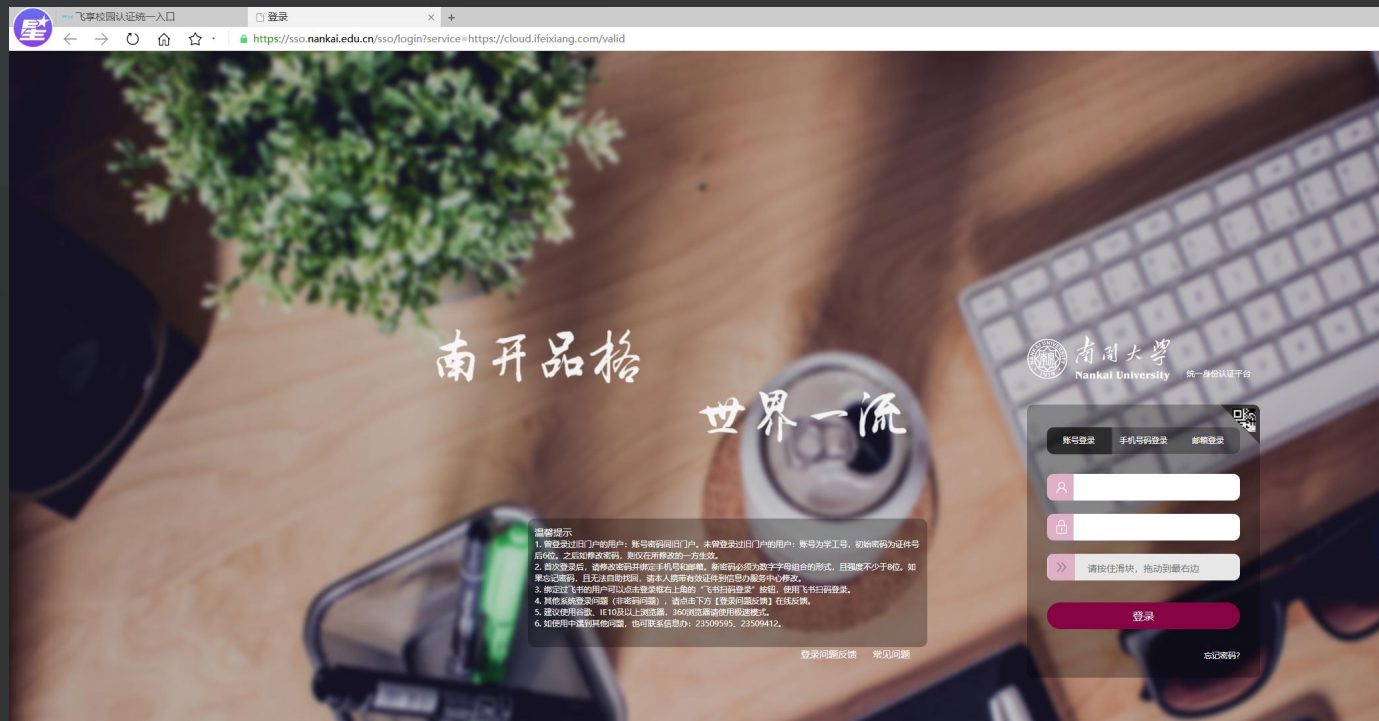 星
飞享校园认证统一入口
登录
https://sso.nankai.edu.cn/sso/login?service=https://cloud.ifeixiang.com/valid
南开品格
世界一流
南开大学
Nankai University
统一身份认证平台
账号登录 手机号码登录 邮箱登录
请按住滑块，拖动到最右边
登录
忘记密码?
温馨提示
1. 曾登录过旧门户的用户：账号密码同旧门户。未曾登录过旧门户的用户：账号为学工号，初始密码为证件号
后6位。之后如修改密码，则仅在所修改的一方生效。
2. 首次登录后，请修改密码并绑定手机号和邮箱。新密码必须为数字字母组合的形式，且强度不少于8位。如
果忘记密码，且无法自助找回，请本人携带有效证件到信息办服务中心修改。
3. 绑定过飞书的用户可以点击登录框右上角的“飞书扫码登录”按钮，使用飞书扫码登录。
4. 其他系统登录问题（非密码问题），请点击下方【登录问题反馈】在线反馈。
5. 建议使用谷歌、IE10及以上浏览器，360浏览器请使用极速模式。
6. 如使用中遇到其他问题，也可联系信息办：23509595、23509412。
登录问题反馈 常见问题